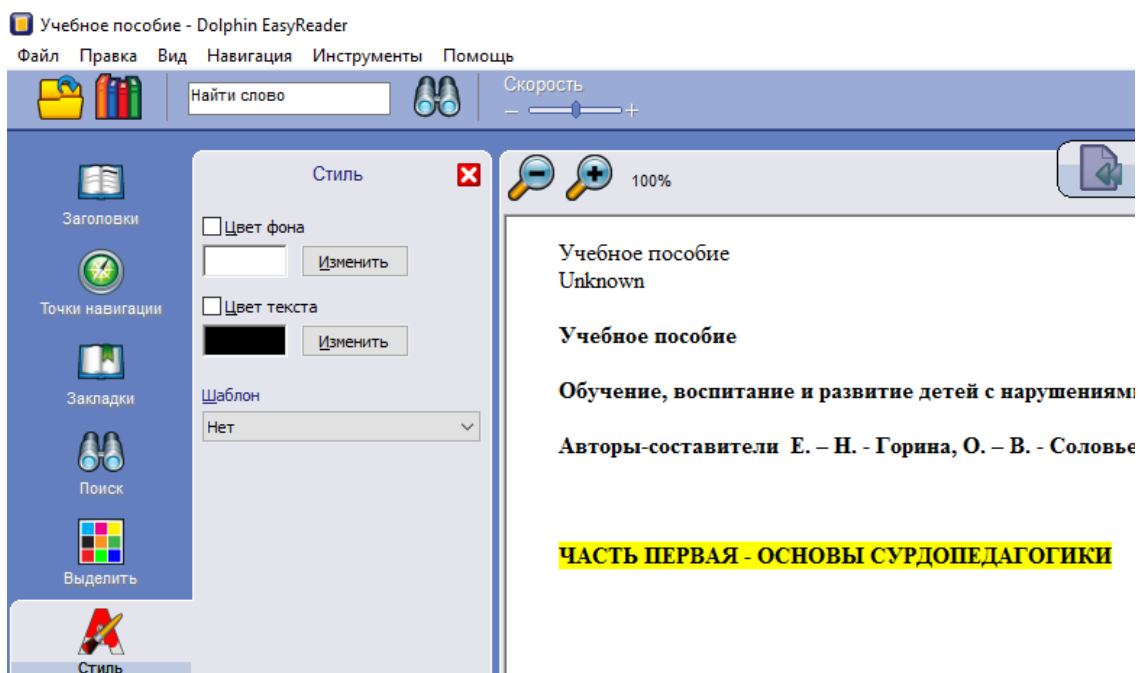 Учебное пособие - Dolphin EasyReader
Файл Правка Вид Навигация Инструменты Помощь
Найти слово
Скорость
Заголовки
Точки навигации
Закладки
Поиск
Выделить
Стиль
Стиль
Цвет фона
Изменить
Цвет текста
Изменить
Шаблон
Нет
100%
Учебное пособие
Unknown
Учебное пособие
Обучение, воспитание и развитие детей с нарушениями
Авторы-составители Е. – Н. - Горина, О. – В. - Соловье
ЧАСТЬ ПЕРВАЯ - ОСНОВЫ СУРДОПЕДАГОГИКИ